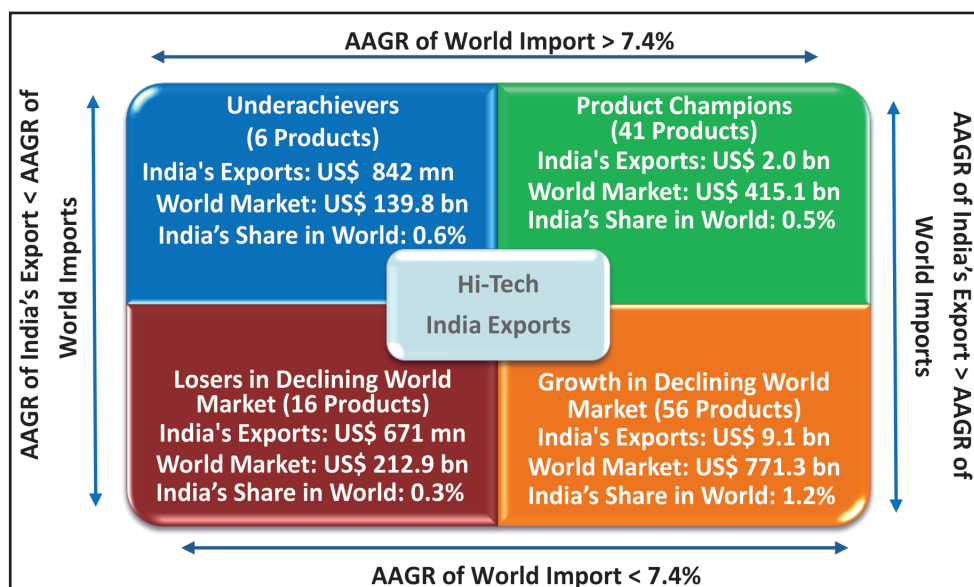 AAGR of World Import > 7.4%
AAGR of India's Export < AAGR of
World Imports
Underachievers
(6 Products)
India's Exports: US$ 842 mn
World Market: US$ 139.8 bn
India’s Share in World: 0.6%
Product Champions
(41 Products)
India's Exports: US$ 2.0 bn
World Market: US$ 415.1 bn
India’s Share in World: 0.5%
Hi-Tech
India Exports
Losers in Declining World
Market (16 Products)
India's Exports: US$ 671 mn
World Market: US$ 212.9 bn
India’s Share in World: 0.3%
Growth in Declining World
Market (56 Products)
India's Exports: US$ 9.1 bn
World Market: US$ 771.3 bn
India’s Share in World: 1.2%
AAGR of India’s Export > AAGR of
World Imports
AAGR of World Import < 7.4%